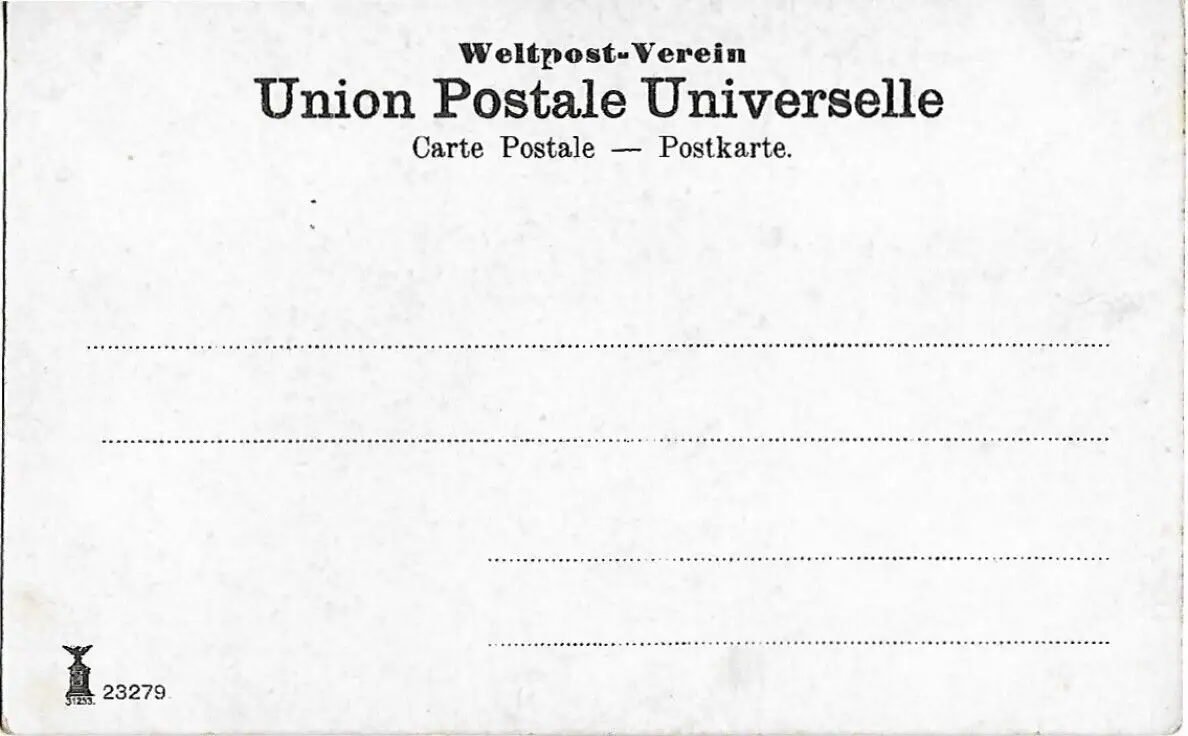 Weltpost-Verein
Union Postale Universelle
Carte Postale — Postkarte.
23279